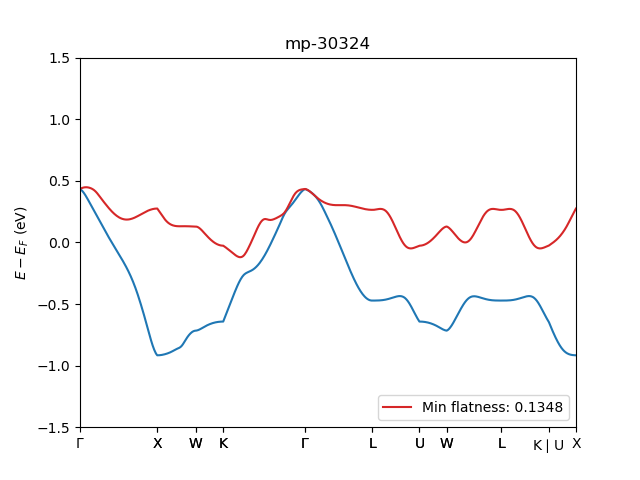 mp-30324
1.5
1.0
0.5
0.0
−0.5
−1.0
−1.5
E − E_F (eV)
Min flatness: 0.1348
Γ X W K Γ L U W L K | U X